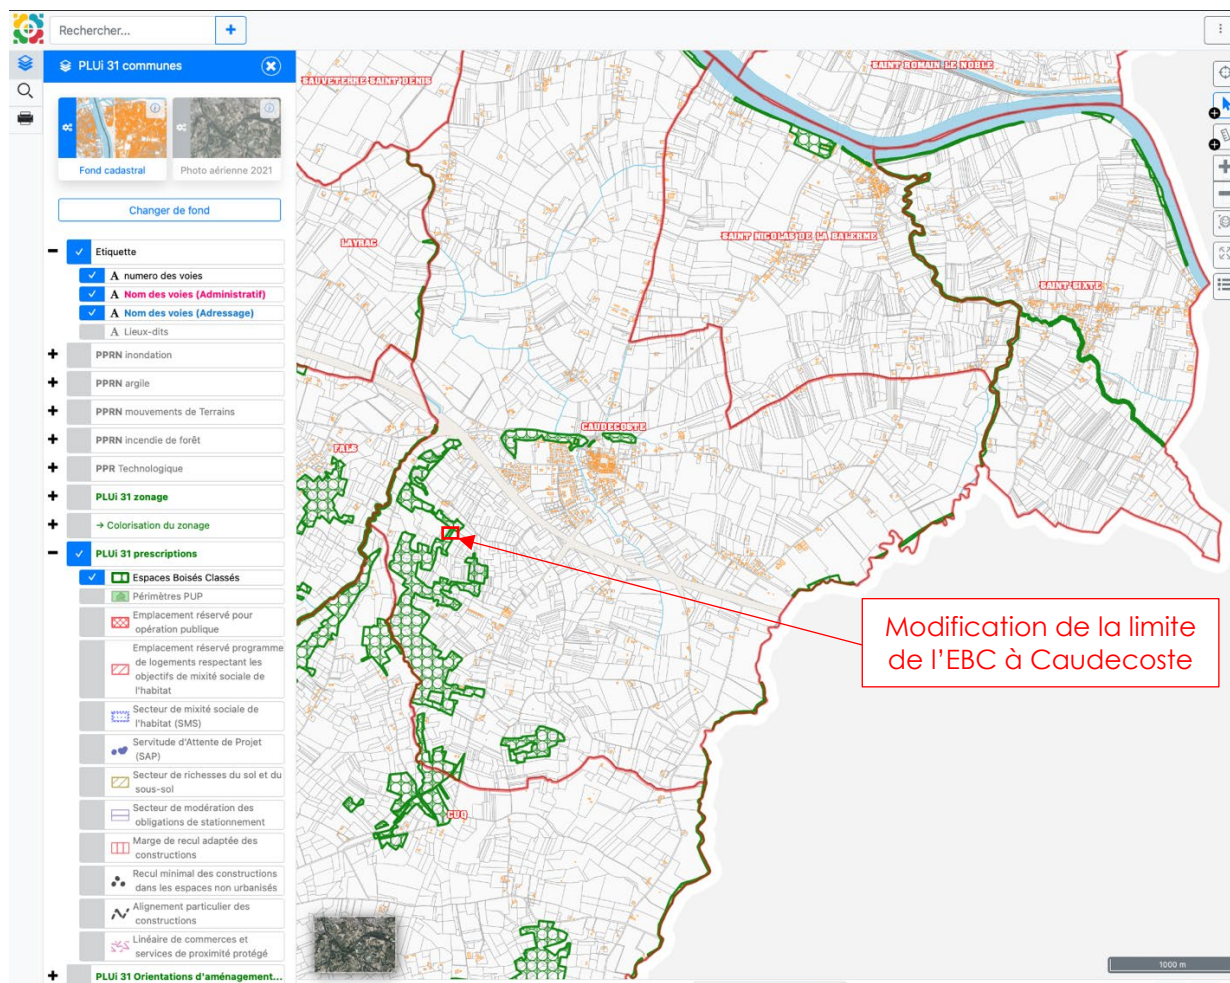 Rechercher...
+
PLUi 31 communes
Fond cadastral
Photo aérienne 2021
Changer de fond
Etiquette
A numero des voies
A Nom des voies (Administratif)
A Nom des voies (Adressage)
A Lieux-dits
PPRN inondation
PPRN argile
PPRN mouvements de Terrains
PPRN incendie de forêt
PPR Technologique
PLUi 31 zonage
→ Colorisation du zonage
PLUi 31 prescriptions
Espaces Boisés Classés
Périmètres PUP
Emplacement réservé pour
opération publique
Emplacement réservé programme
de logements respectant les
objectifs de mixité sociale de
l'habitat
Secteur de mixité sociale de
l'habitat (SMS)
Servitude d'Attente de Projet
(SAP)
Secteur de richesses du sol et du
sous-sol
Secteur de modération des
obligations de stationnement
Marge de recul adaptée des
constructions
Recul minimal des constructions
dans les espaces non urbanisés
Alignement particulier des
constructions
Linéaire de commerces et
services de proximité protégé
PLUi 31 Orientations d'aménagement...
SAUVETERRE SAINT DENIS
SAINT ROMAIN LE NOBLE
LAYRAC
SAINT NICOLAS DE LA BALERME
SAINT SIXTE
CAUDECOSTE
FALS
CUQ
Modification de la limite
de l'EBC à Caudecoste
1000 m